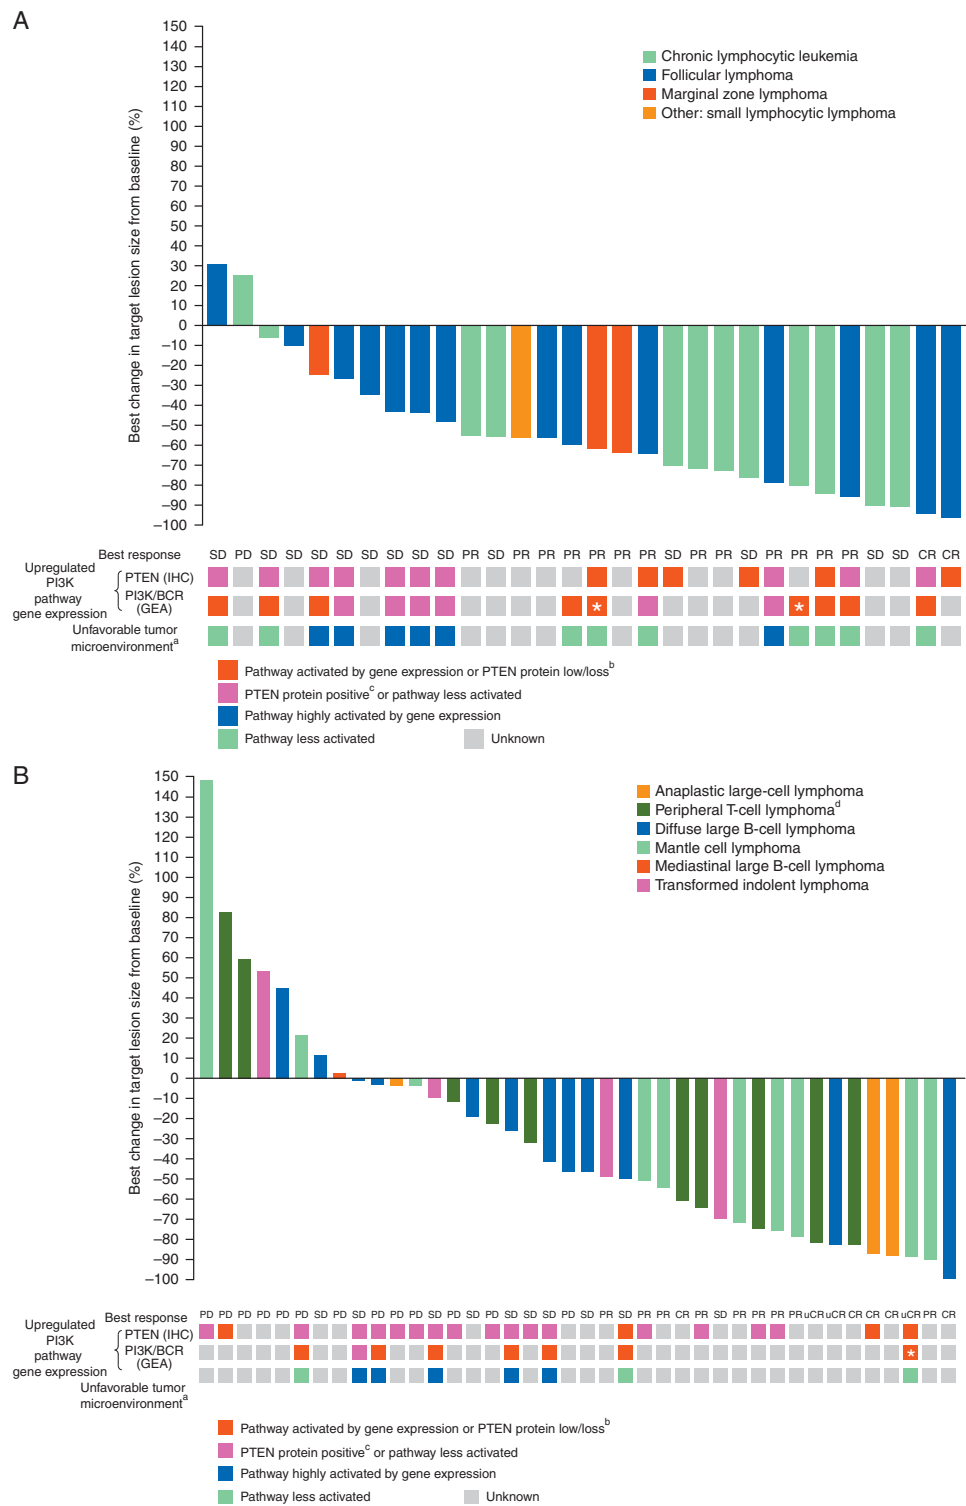 A
150
140
130
120
110
100
90
80
70
60
50
40
30
20
10
0
−10
−20
−30
−40
−50
−60
−70
−80
−90
−100
Best change in target lesion size from baseline (%)
Chronic lymphocytic leukemia
Follicular lymphoma
Marginal zone lymphoma
Other: small lymphocytic lymphoma
Best response SD PD SD SD SD SD SD SD SD SD PR SD PR PR PR PR PR PR SD PR PR SD PR PR PR PR SD SD CR CR
Upregulated PI3K pathway gene expression
PTEN (IHC)
PI3K/BCR (GEA)
* *
Unfavorable tumor microenvironmentᵃ
Pathway activated by gene expression or PTEN protein low/lossᵇ
PTEN protein positiveᶜ or pathway less activated
Pathway highly activated by gene expression
Pathway less activated
Unknown
B
150
140
130
120
110
100
90
80
70
60
50
40
30
20
10
0
−10
−20
−30
−40
−50
−60
−70
−80
−90
−100
Best change in target lesion size from baseline (%)
Anaplastic large-cell lymphoma
Peripheral T-cell lymphomaᵈ
Diffuse large B-cell lymphoma
Mantle cell lymphoma
Mediastinal large B-cell lymphoma
Transformed indolent lymphoma
Best response PD PD PD PD PD PD SD PD SD PD PD PD SD PD SD PD SD SD SD PD SD PR SD PR PR CR PR SD PR PR PR PR uCR uCR CR CR CR uCR PR CR
Upregulated PI3K pathway gene expression
PTEN (IHC)
PI3K/BCR (GEA)
*
Unfavorable tumor microenvironmentᵃ
Pathway activated by gene expression or PTEN protein low/lossᵇ
PTEN protein positiveᶜ or pathway less activated
Pathway highly activated by gene expression
Pathway less activated
Unknown